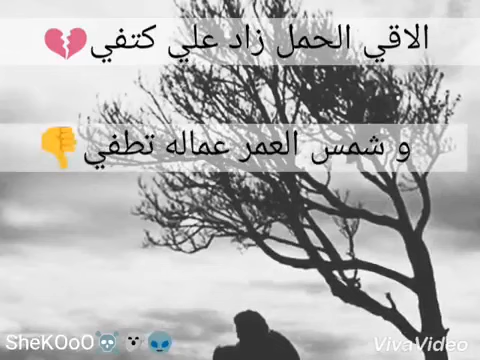 الاقي الحمل زاد علي كتفي💔
و شمس العمر عماله تطفي👎
SheKOoO💀🐨👽
VivaVideo